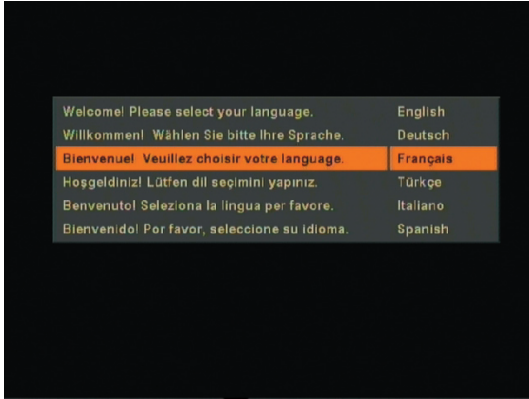 Welcome! Please select your language. English
Willkommen! Wählen Sie bitte Ihre Sprache. Deutsch
Bienvenue! Veuillez choisir votre language. Français
Hoşgeldiniz! Lütfen dil seçimini yapınız. Türkçe
Benvenuto! Seleziona la lingua per favore. Italiano
Bienvenido! Por favor, seleccione su idioma. Spanish